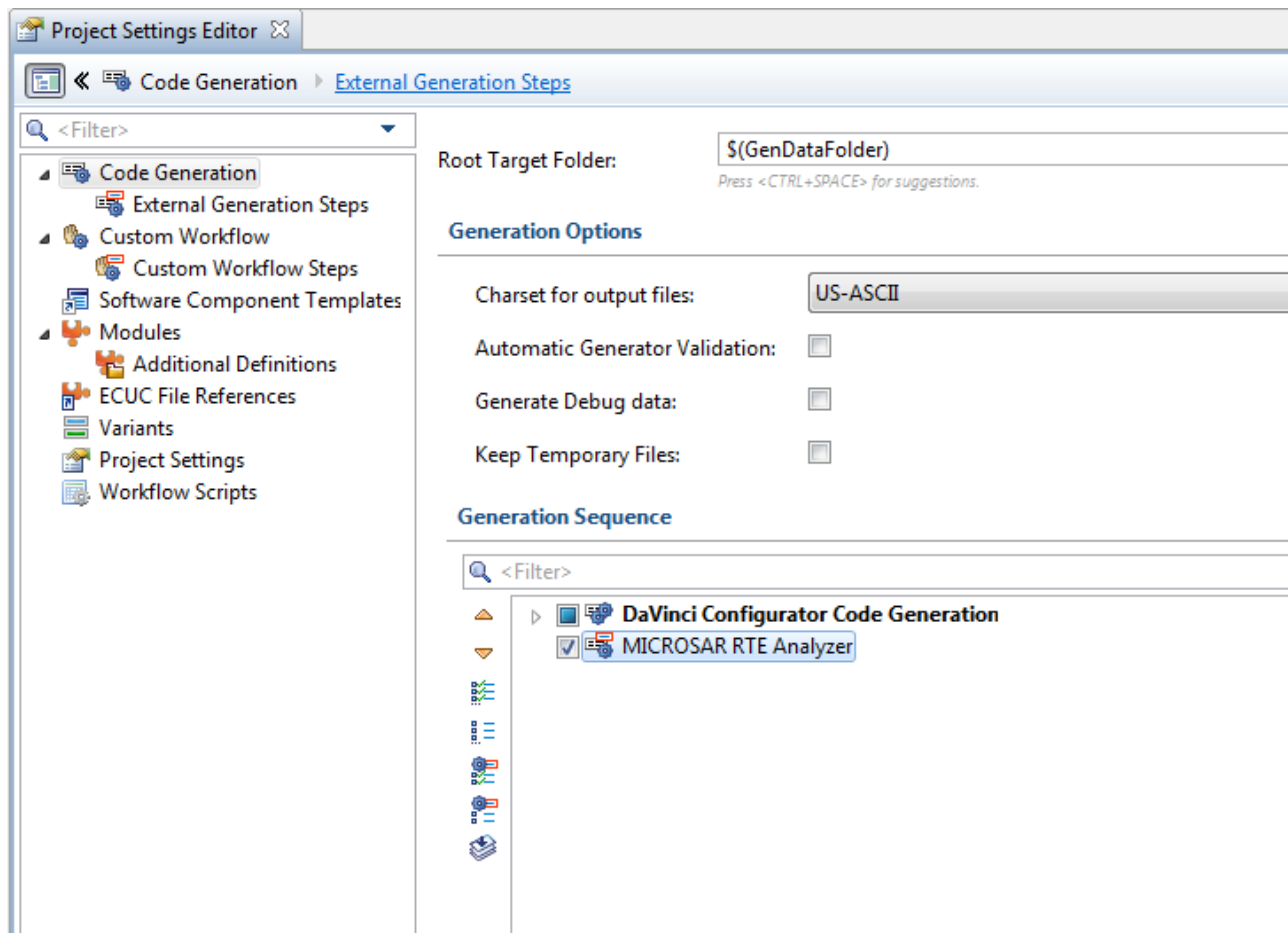 Project Settings Editor
Code Generation External Generation Steps
<Filter>
Code Generation
External Generation Steps
Custom Workflow
Custom Workflow Steps
Software Component Templates
Modules
Additional Definitions
ECUC File References
Variants
Project Settings
Workflow Scripts
Root Target Folder: $(GenDataFolder)
Press <CTRL+SPACE> for suggestions.
Generation Options
Charset for output files: US-ASCII
Automatic Generator Validation:
Generate Debug data:
Keep Temporary Files:
Generation Sequence
<Filter>
DaVinci Configurator Code Generation
MICROSAR RTE Analyzer